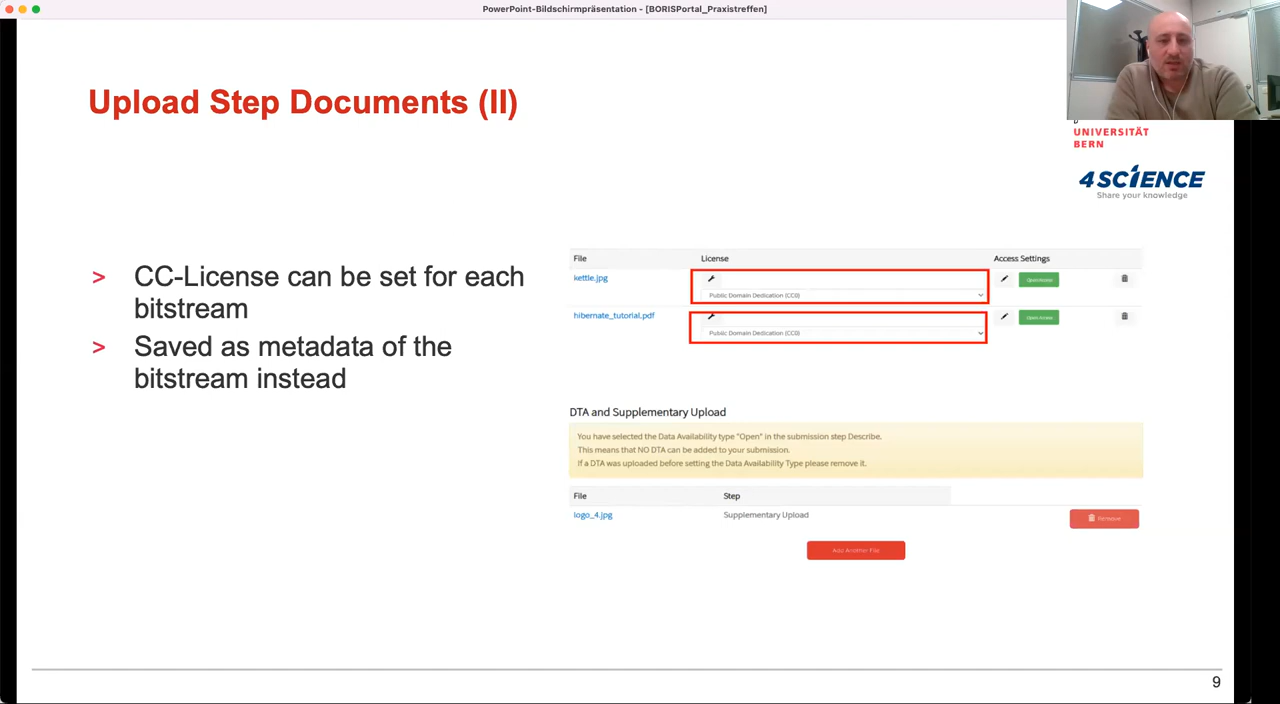 PowerPoint-Bildschirmpräsentation - [BORISPortal_Praxistreffen]
Upload Step Documents (II)
UNIVERSITÄT
BERN
4SCIENCE
Share your knowledge
> CC-License can be set for each
bitstream
> Saved as metadata of the
bitstream instead
File License Access Settings
kettle.jpg
Public Domain Dedication (CC0)
Open Access
hibernate_tutorial.pdf
Public Domain Dedication (CC0)
Open Access
DTA and Supplementary Upload
You have selected the Data Availability type "Open" in the submission step Describe.
This means that NO DTA can be added to your submission.
If a DTA was uploaded before setting the Data Availability Type please remove it.
File Step
logo_4.jpg Supplementary Upload Remove
Add Another File
9